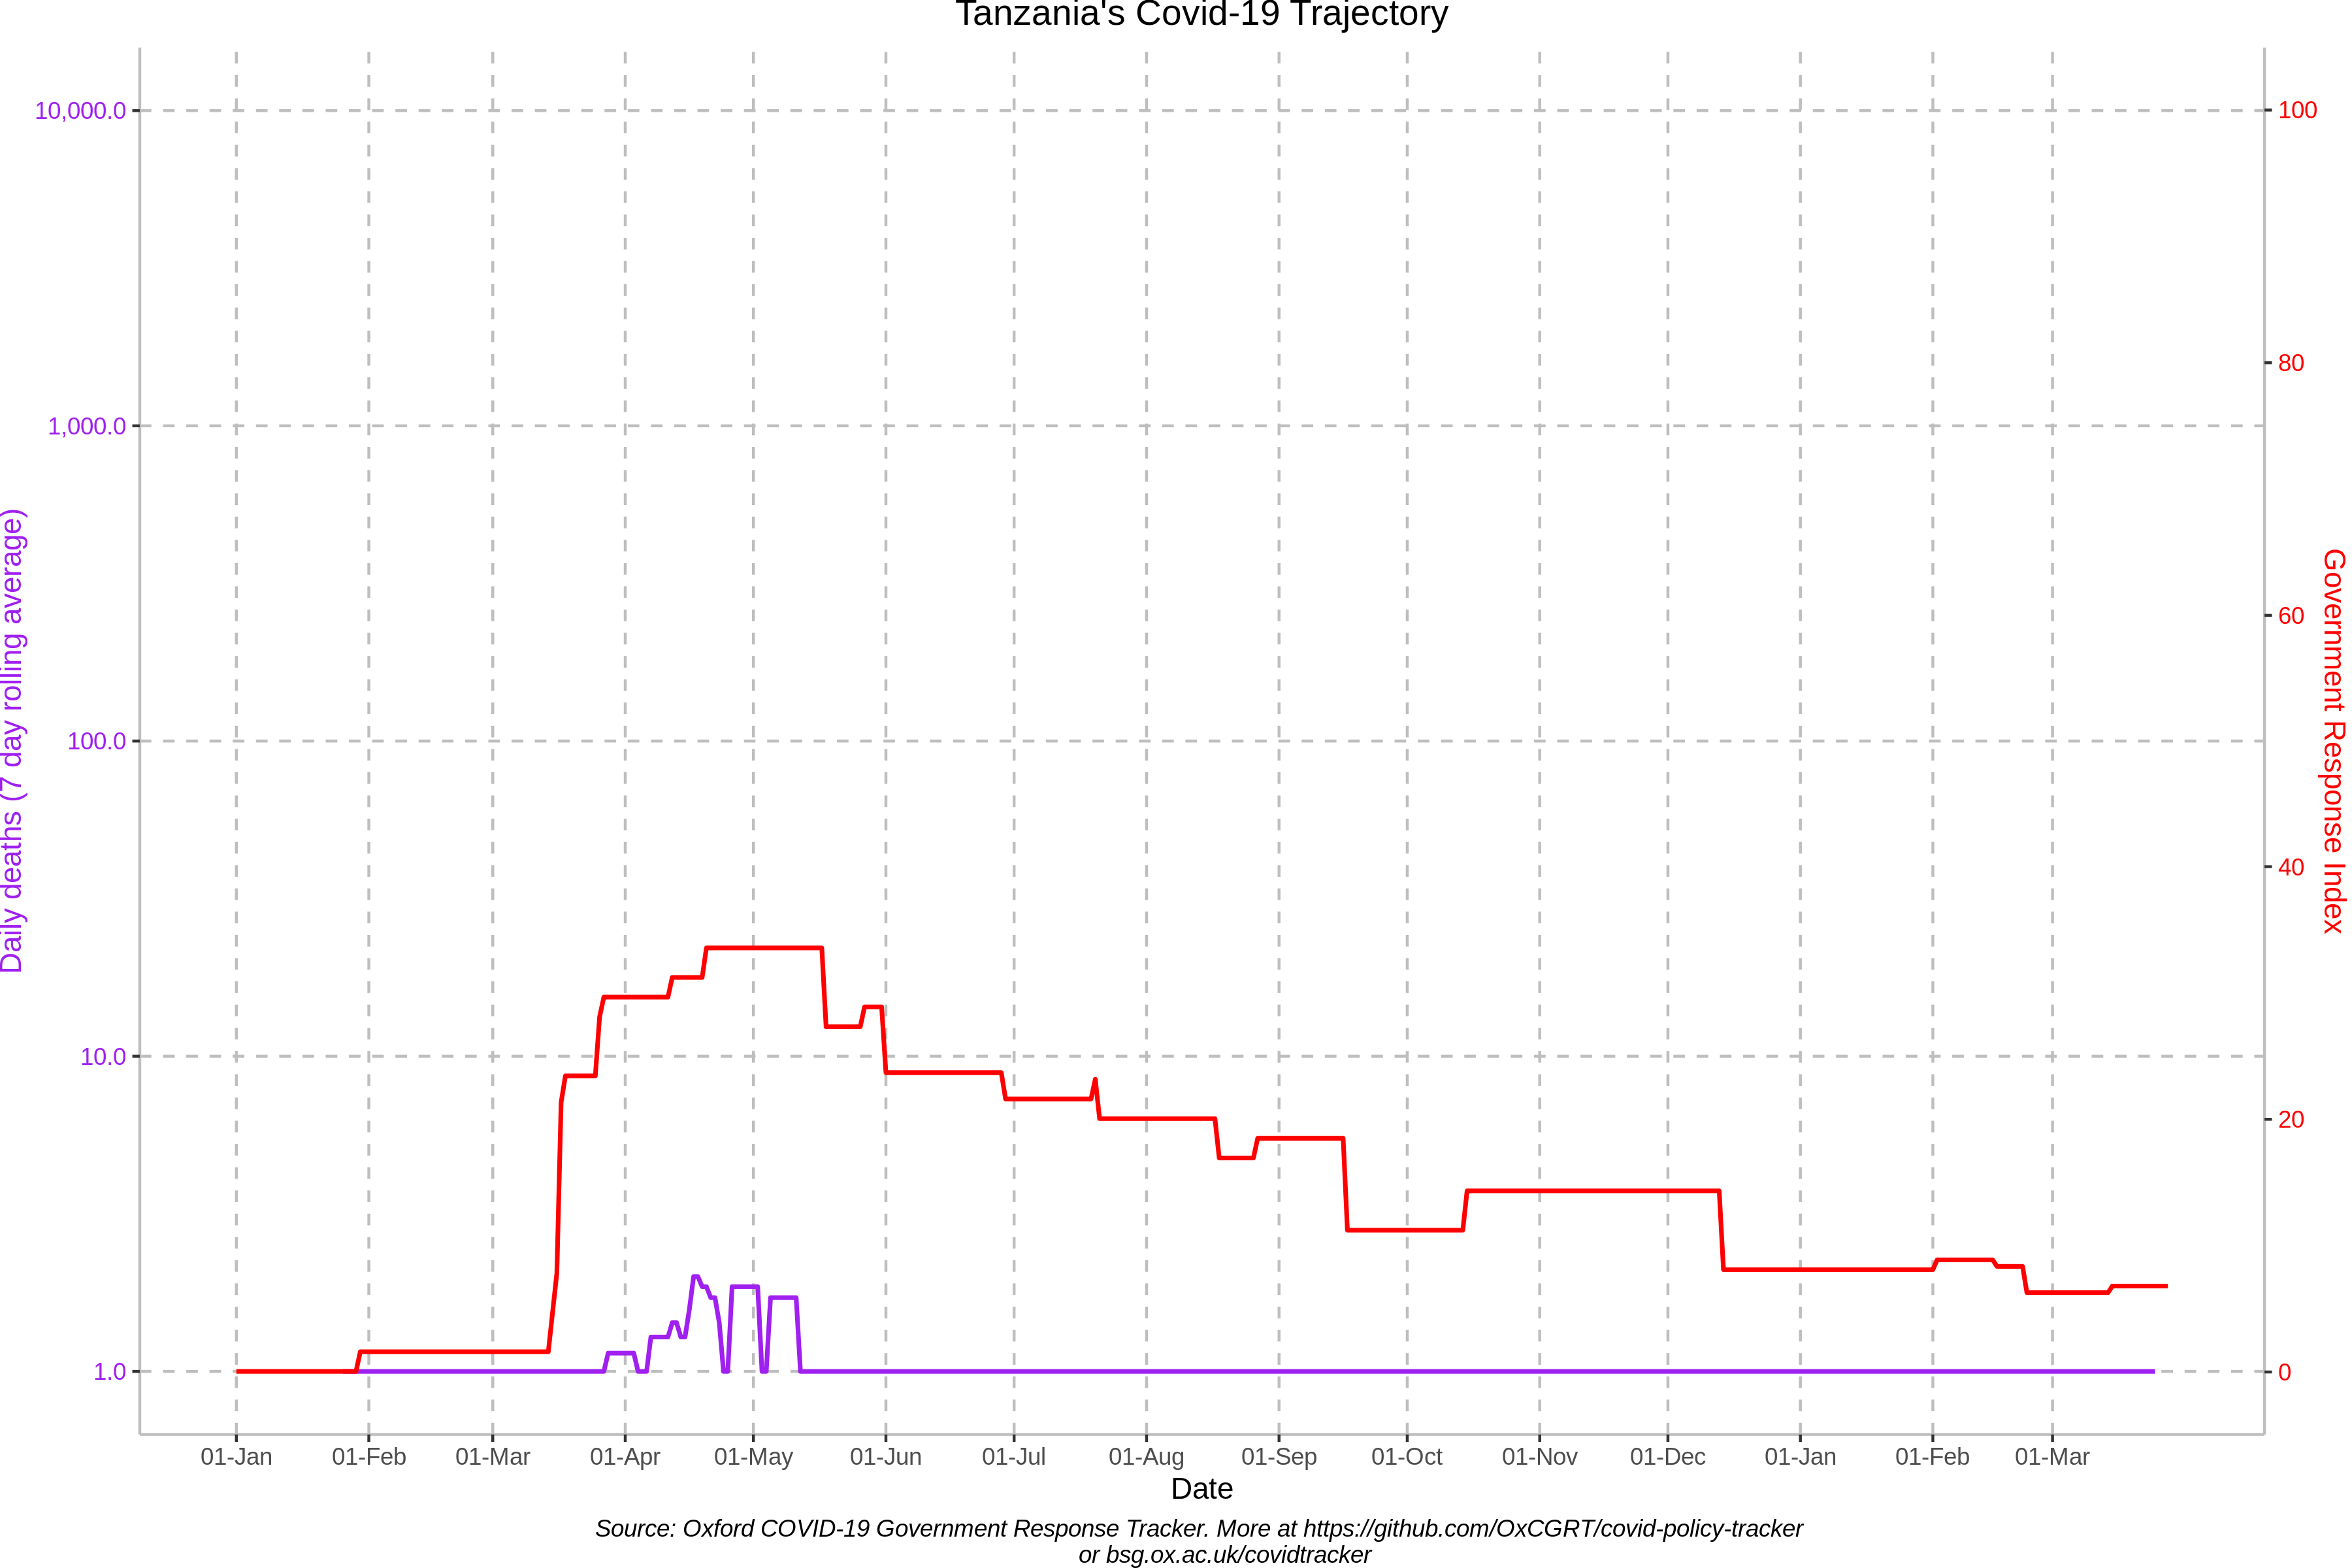 Tanzania's Covid-19 Trajectory
10,000.0
1,000.0
100.0
10.0
1.0
Daily deaths (7 day rolling average)
100
80
60
40
20
0
Government Response Index
01-Jan 01-Feb 01-Mar 01-Apr 01-May 01-Jun 01-Jul 01-Aug 01-Sep 01-Oct 01-Nov 01-Dec 01-Jan 01-Feb 01-Mar
Date
Source: Oxford COVID-19 Government Response Tracker. More at https://github.com/OxCGRT/covid-policy-tracker
or bsg.ox.ac.uk/covidtracker